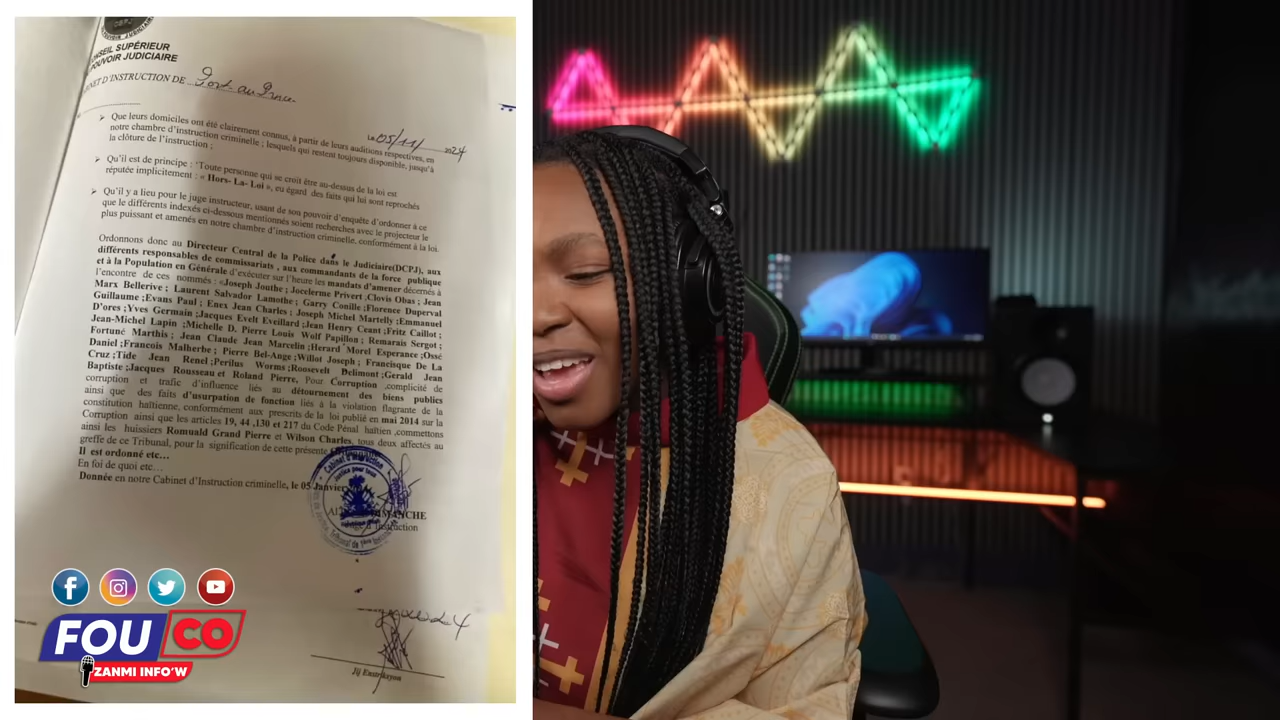 CONSEIL SUPÉRIEUR
POUVOIR JUDICIAIRE
CABINET D'INSTRUCTION DE Port-au-Prince
Le 05/11/2024
➢ Que leurs domiciles ont été clairement connus, à partir de leurs auditions respectives, en
notre chambre d'instruction criminelle ; lesquels qui restent toujours disponible, jusqu'à
la clôture de l'instruction ;
➢ Qu'il est de principe : "Toute personne qui se croit être au-dessus de la loi est
réputée implicitement : « Hors- La- Loi », eu égard des faits qui lui sont reprochés
➢ Qu'il y a lieu pour le juge instructeur, usant de son pouvoir d'enquête d'ordonner à ce
que le différents indexés ci-dessous mentionnés soient recherches avec le projecteur le
plus puissant et amenés en notre chambre d'instruction criminelle, conformément à la loi.
Ordonnons donc au Directeur Central de la Police dans le Judiciaire(DCPJ), aux
différents responsables de commissariats , aux commandants de la force publique
et à la Population en Générale d'exécuter sur l'heure les mandats d'amener décernés à
l'encontre de ces nommés : «Joseph Jouthe ; Jocelerme Privert ,Clovis Obas ; Jean
Marx Bellerive ; Laurent Salvador Lamothe ; Garry Conille ;Florence Duperval
Guillaume ;Evans Paul ; Enex Jean Charles ; Joseph Michel Martelly ;Emmanuel
D'ores ;Yves Germain ;Jacques Evelt Eveillard ;Jean Henry Ceant ;Fritz Caillot ;
Jean-Michel Lapin ;Michelle D. Pierre Louis Wolf Papillon ; Remarais Sergot ;
Fortuné Marthis ; Jean Claude Jean Marcelin ;Herard Morel Esperance ;Ossé
Daniel ;Francois Malherbe ; Pierre Bel-Ange ;Willot Joseph ; Francisque De La
Cruz ;Tide Jean Renel ;Perilus Worms ;Roosevelt Delimont ;Gerald Jean
Baptiste ;Jacques Rousseau et Roland Pierre, Pour Corruption ,complicité de
corruption et trafic d'influence liés au détournement des biens publics
ainsi que des faits d'usurpation de fonction liés à la violation flagrante de la
constitution haïtienne, conformément aux prescrits de la loi publié en mai 2014 sur la
Corruption ainsi que les articles 19, 44 ,130 et 217 du Code Pénal haïtien ,commettons
ainsi les huissiers Romuald Grand Pierre et Wilson Charles, tous deux affectés au
greffe de ce Tribunal, pour la signification de cette présente
Il est ordonné etc…
En foi de quoi etc…
Donnée en notre Cabinet d'Instruction criminelle, le 05 Janvier
DIMANCHE
Juge d'Instruction
Cabinet d'Instruction
Jij Enstriksyon
FOU CO
ZANMI INFO'W